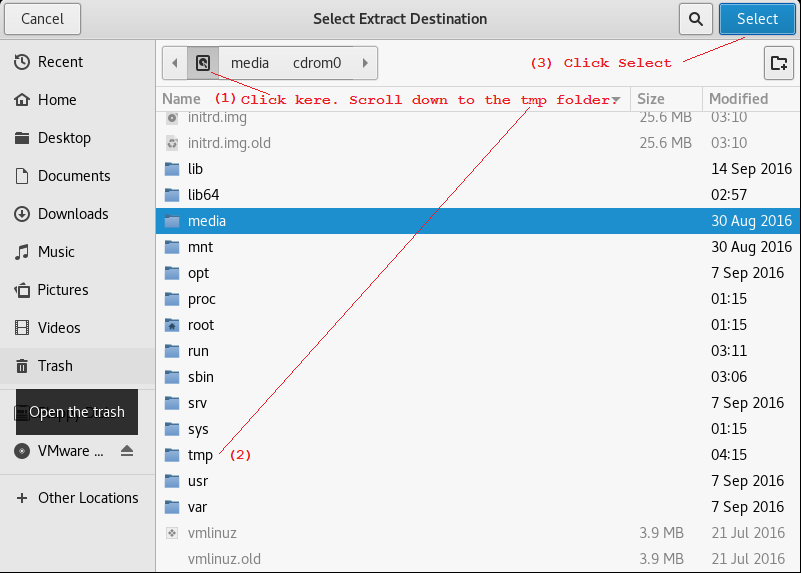 Cancel Select Extract Destination Select
Recent
Home
Desktop
Documents
Downloads
Music
Pictures
Videos
Trash
Open the trash
VMware ...
Other Locations
media cdrom0 (3) Click Select
Name (1) Click kere. Scroll down to the tmp folder. Size Modified
initrd.img 25.6 MB 03:10
initrd.img.old 25.6 MB 03:10
lib 14 Sep 2016
lib64 02:57
media 30 Aug 2016
mnt 30 Aug 2016
opt 7 Sep 2016
proc 01:15
root 01:15
run 03:11
sbin 03:06
srv 7 Sep 2016
sys 01:15
tmp (2) 04:15
usr 7 Sep 2016
var 7 Sep 2016
vmlinuz 3.9 MB 21 Jul 2016
vmlinuz.old 3.9 MB 21 Jul 2016